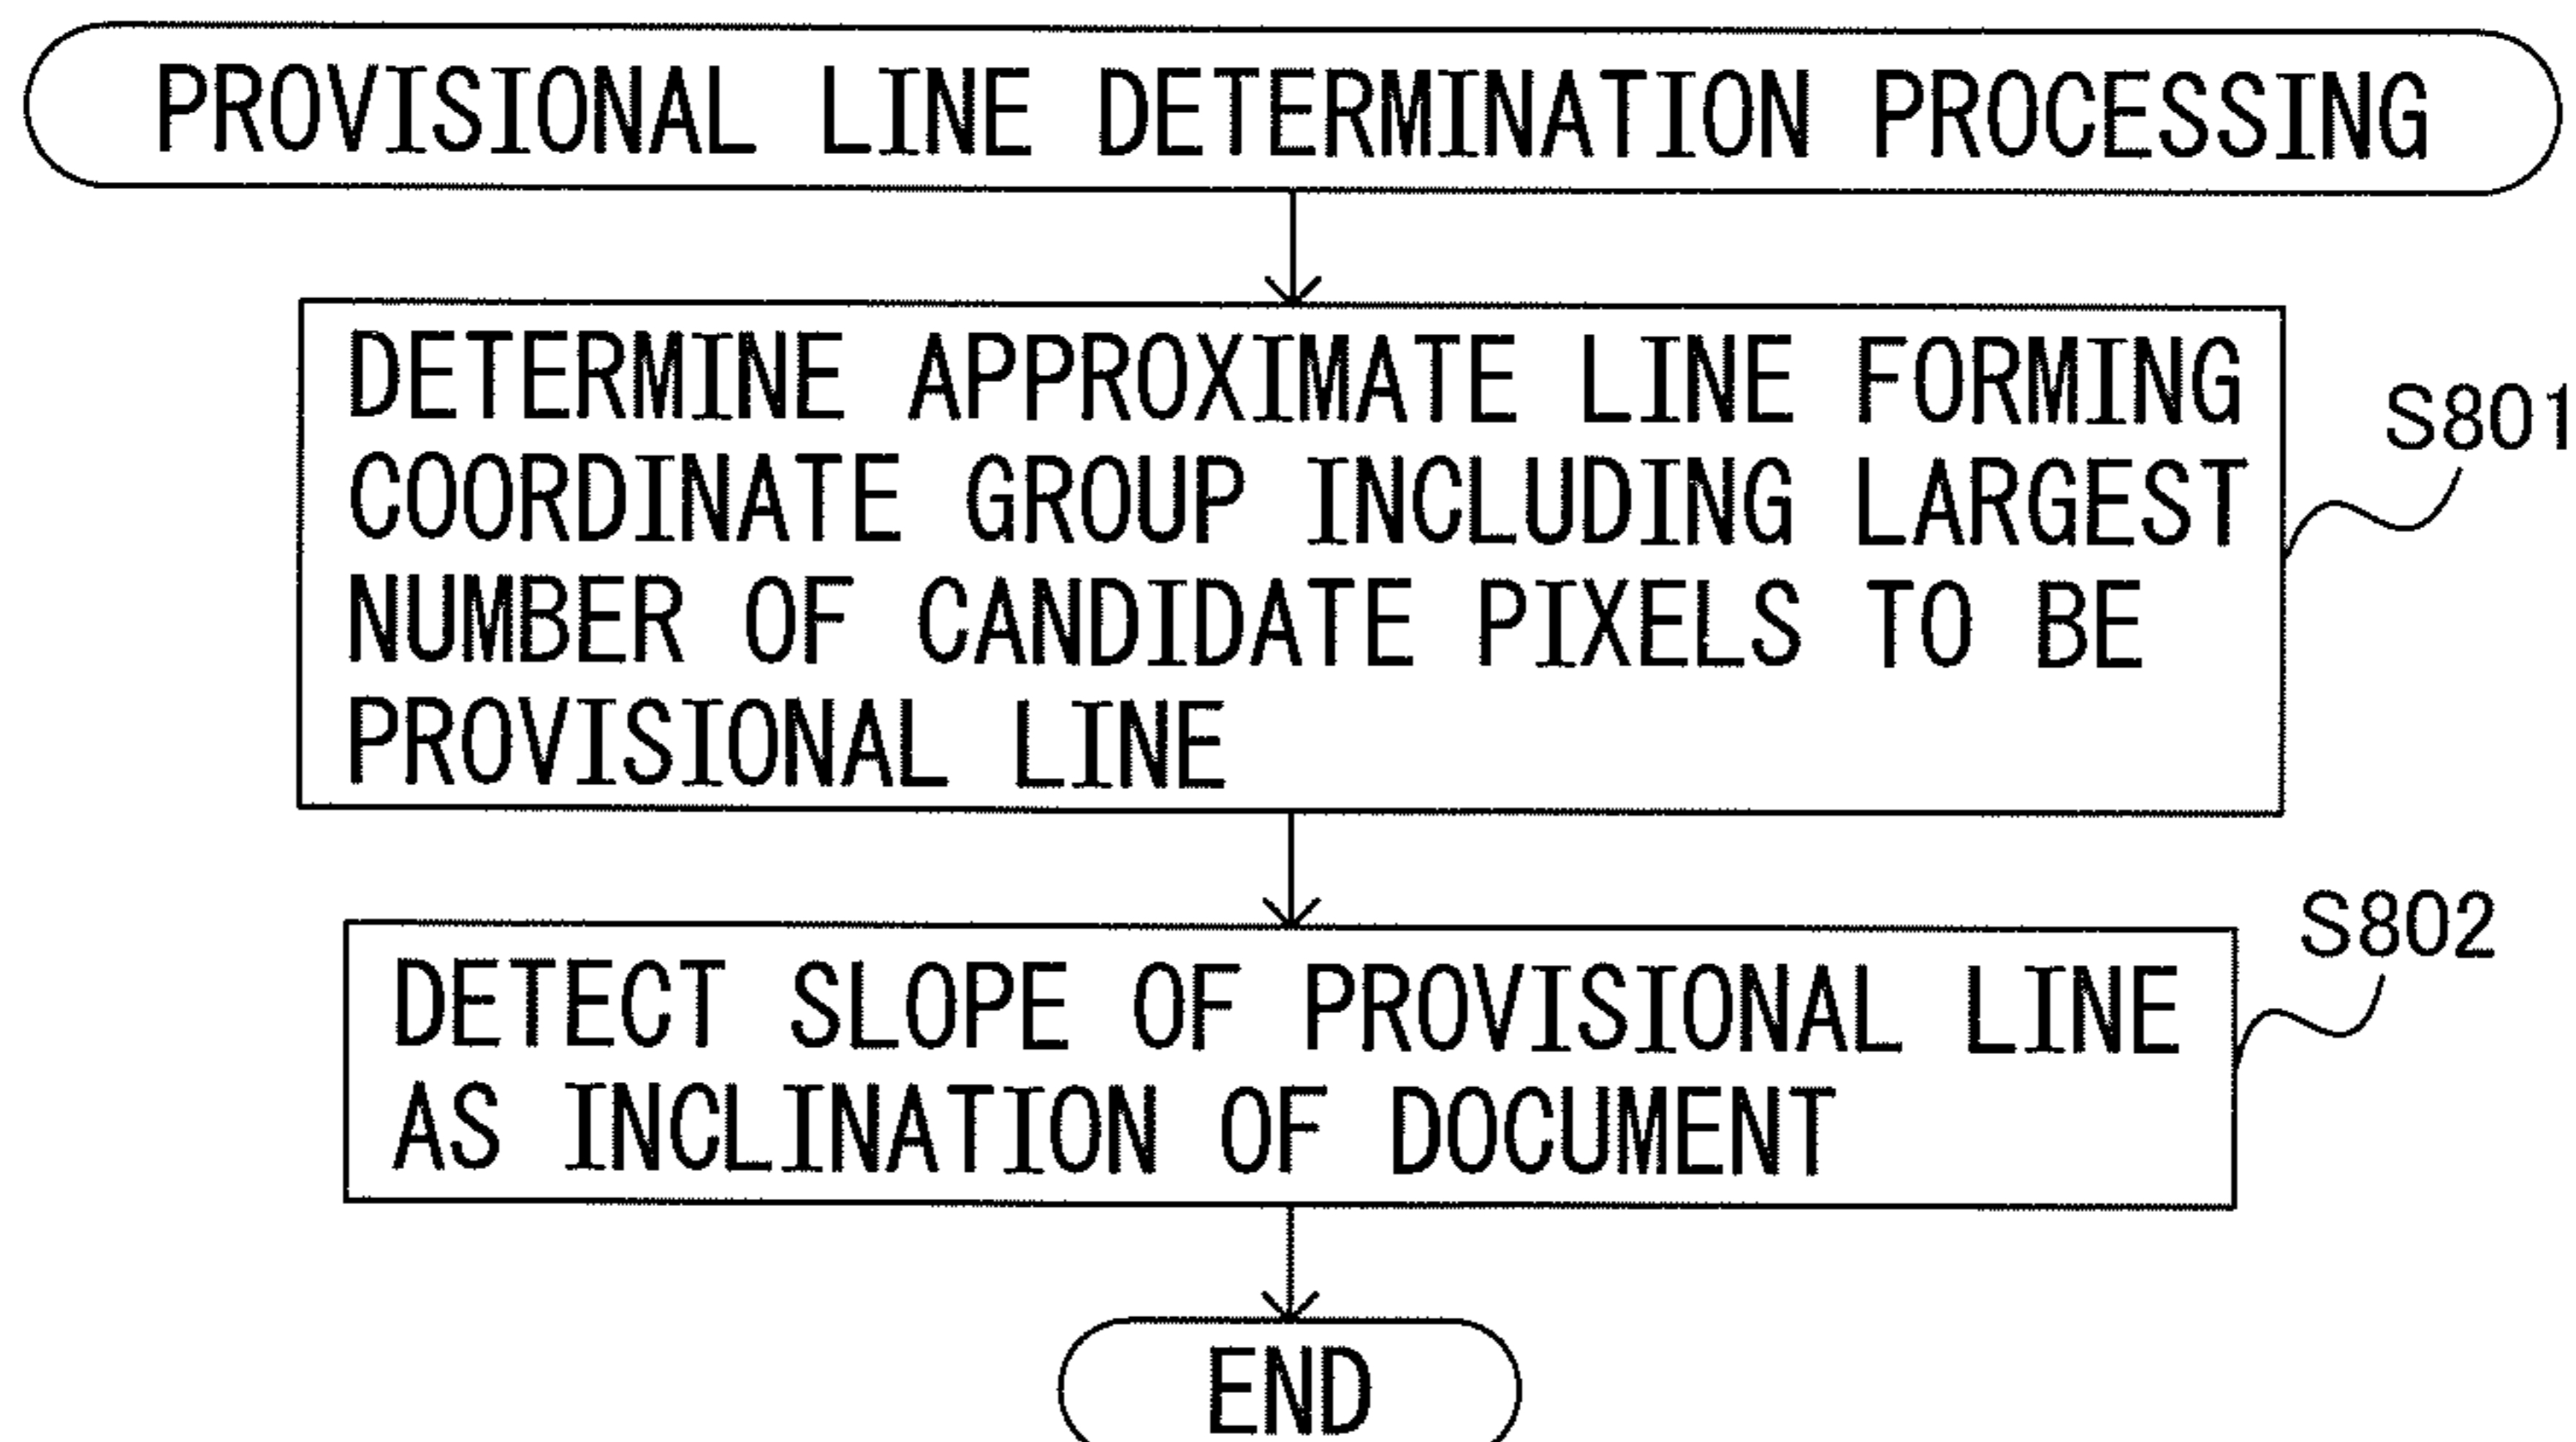 PROVISIONAL LINE DETERMINATION PROCESSING
DETERMINE APPROXIMATE LINE FORMING
COORDINATE GROUP INCLUDING LARGEST
NUMBER OF CANDIDATE PIXELS TO BE
PROVISIONAL LINE
S801
DETECT SLOPE OF PROVISIONAL LINE
AS INCLINATION OF DOCUMENT
S802
END